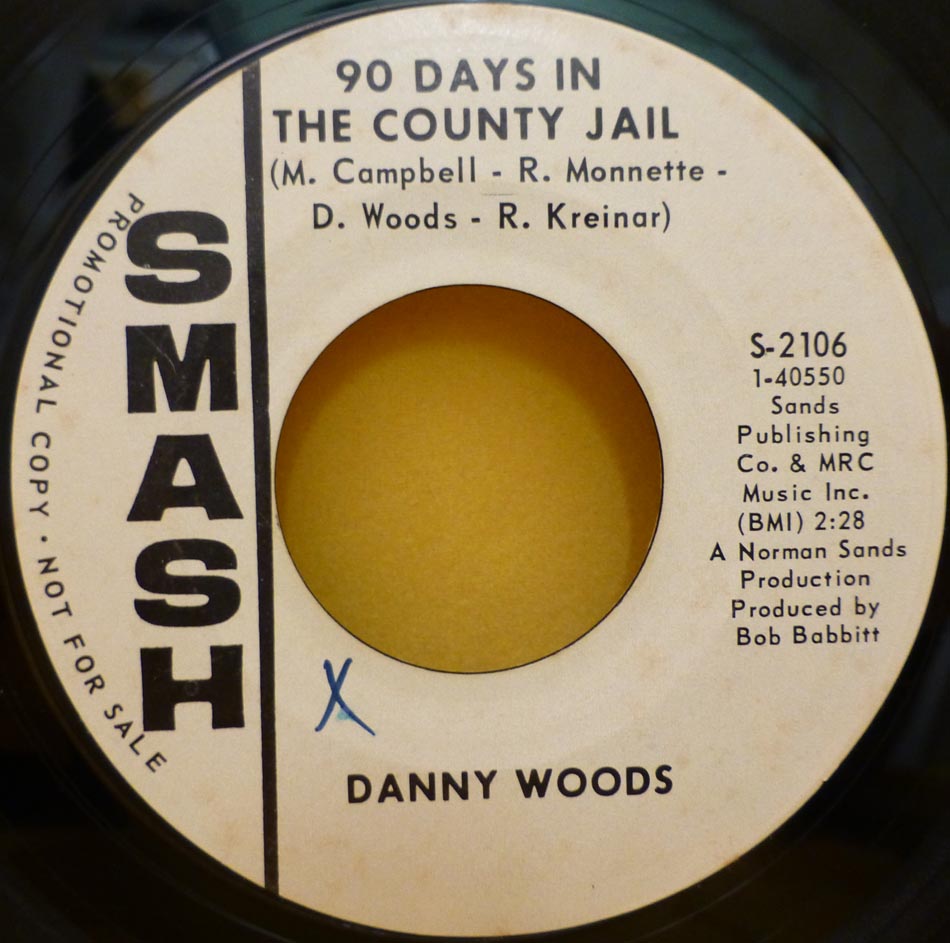 90 DAYS IN
THE COUNTY JAIL
(M. Campbell - R. Monnette -
D. Woods - R. Kreinar)
PROMOTIONAL COPY • NOT FOR SALE
SMASH
S-2106
1-40550
Sands
Publishing
Co. & MRC
Music Inc.
(BMI) 2:28
A Norman Sands
Production
Produced by
Bob Babbitt
X
DANNY WOODS